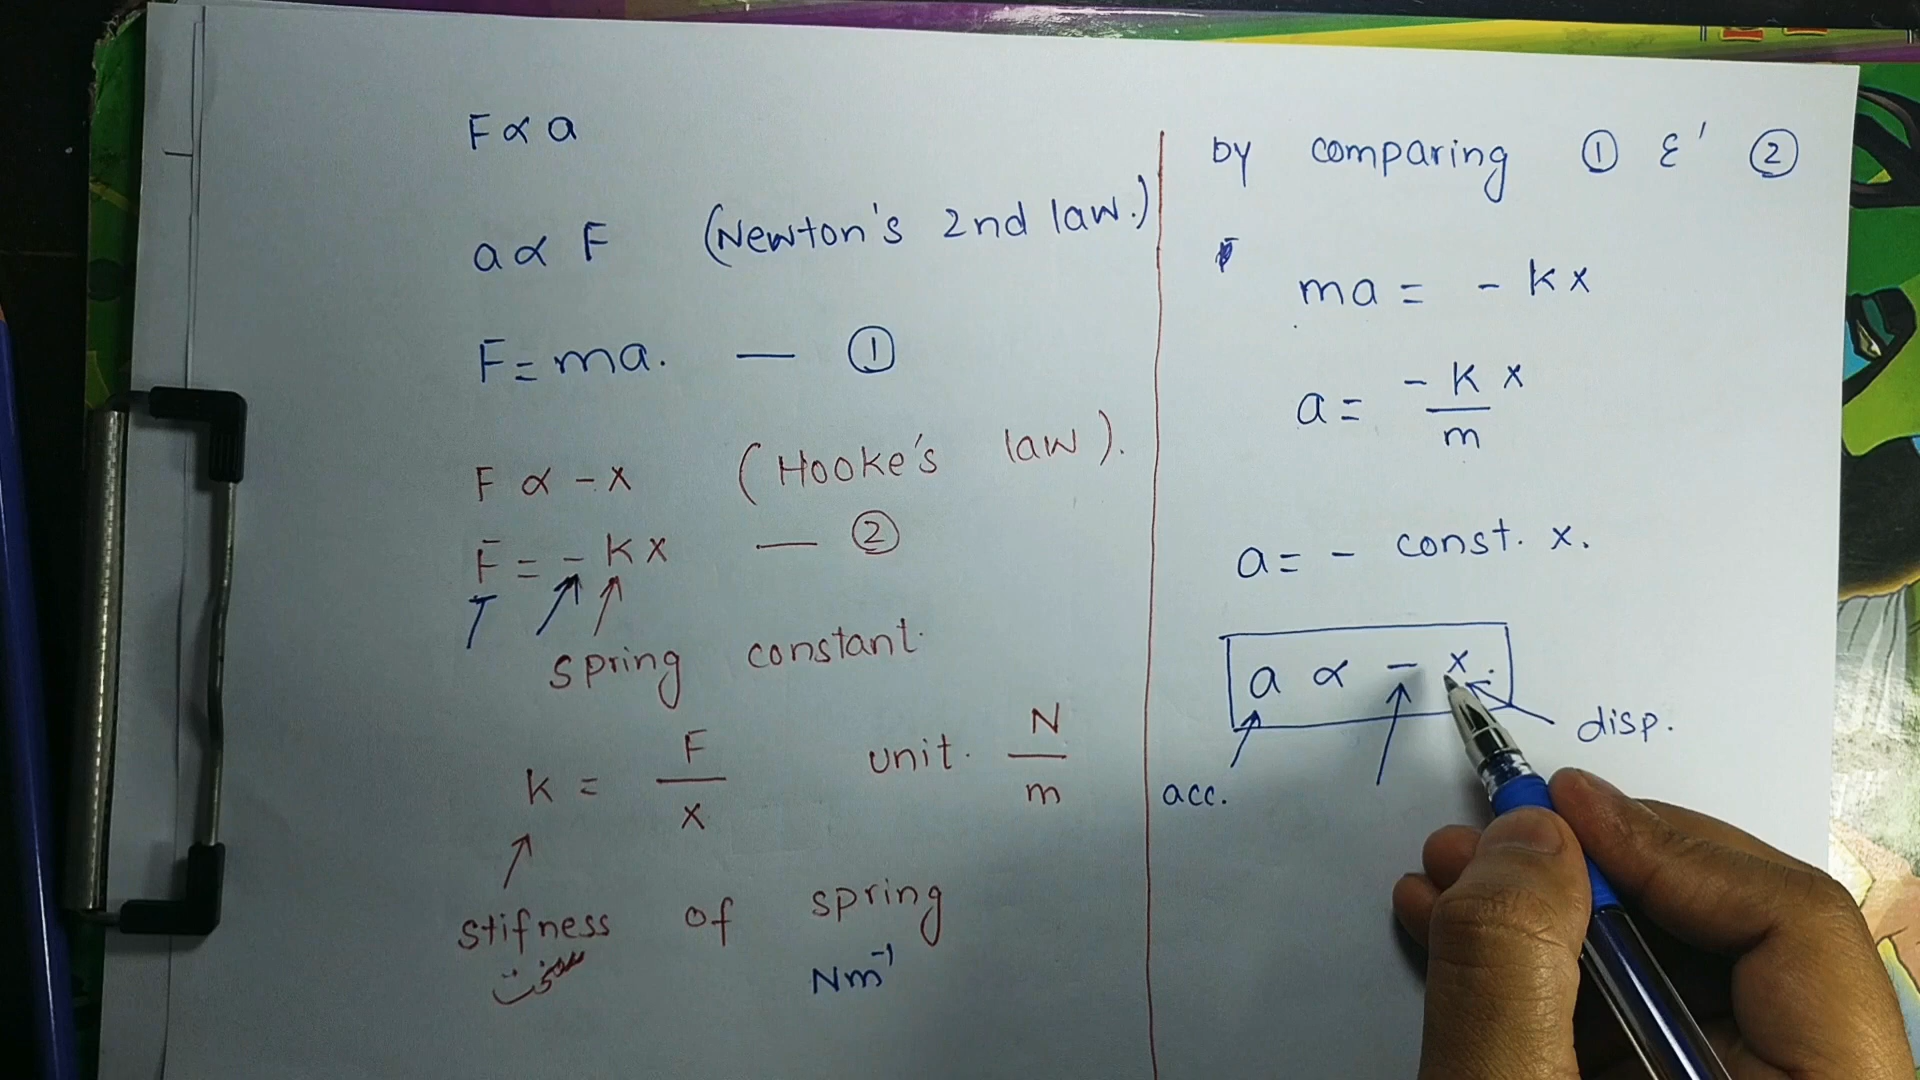 F ∝ a
a ∝ F (Newton's 2nd law.)
F = ma. — ①
F ∝ - x (Hooke's law).
F = - kx — ②
spring constant.
k = F / x unit. N / m
stifness of spring
سخت
Nm⁻¹
by comparing ① & ②
ma = - kx
a = - k / m x
a = - const. x.
a ∝ - x.
disp.
acc.